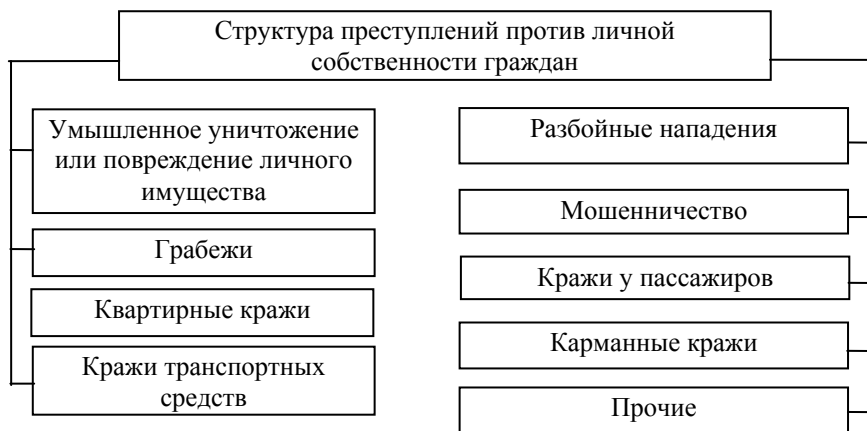 Структура преступлений против личной
собственности граждан
Умышленное уничтожение
или повреждение личного
имущества
Грабежи
Квартирные кражи
Кражи транспортных
средств
Разбойные нападения
Мошенничество
Кражи у пассажиров
Карманные кражи
Прочие